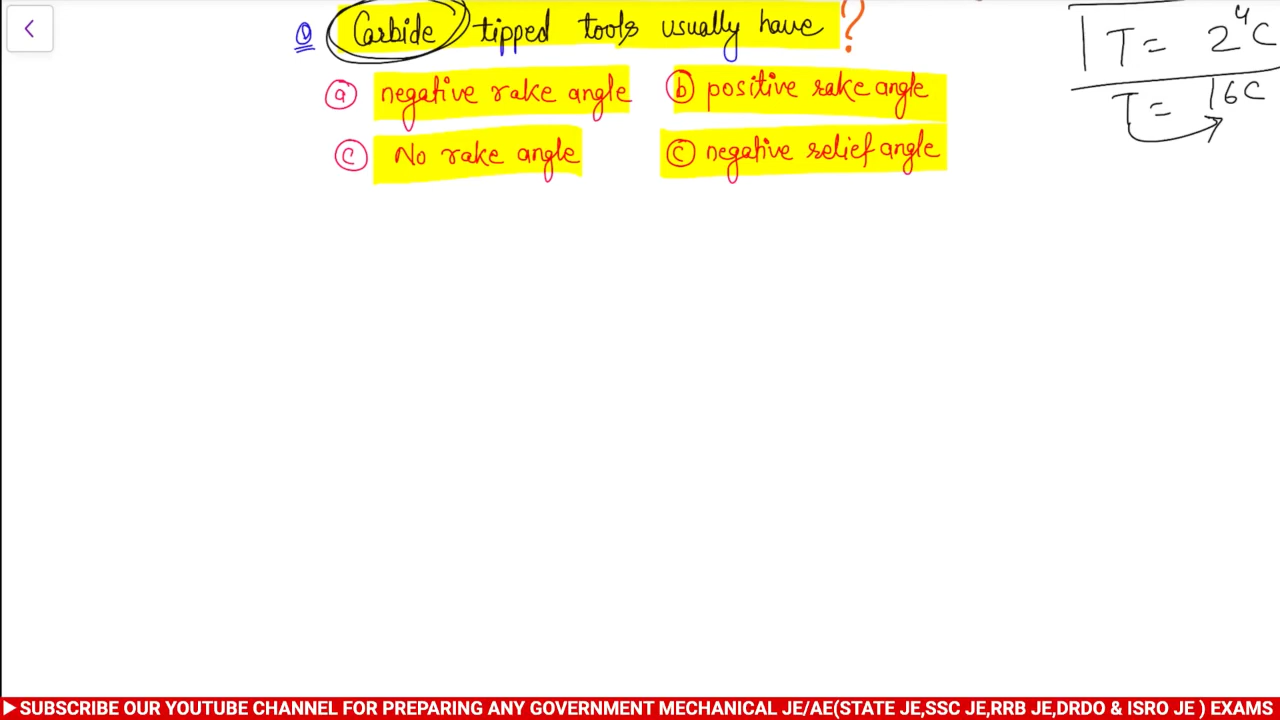 Q Carbide tipped tools usually have ?
(a) negative rake angle (b) positive rake angle
(c) No rake angle (c) negative relief angle
T = 2⁴C
T = 16C
▶ SUBSCRIBE OUR YOUTUBE CHANNEL FOR PREPARING ANY GOVERNMENT MECHANICAL JE/AE(STATE JE,SSC JE,RRB JE,DRDO & ISRO JE ) EXAMS